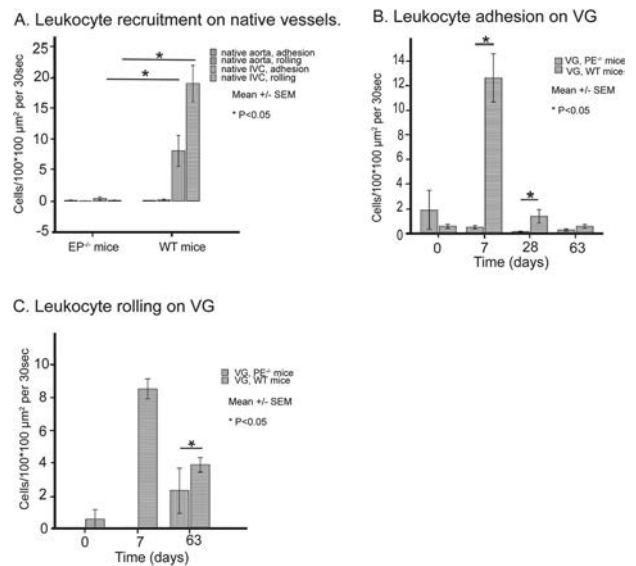 A. Leukocyte recruitment on native vessels.
25
20
15
10
5
0
-5
Cells/100*100 µm² per 30sec
*
*
native aorta, adhesion
native aorta, rolling
native IVC, adhesion
native IVC, rolling
Mean +/- SEM
* P<0.05
EP-/- mice
WT mice
B. Leukocyte adhesion on VG
14
12
10
8
6
4
2
0
Cells/100*100 µm² per 30sec
*
*
VG, PE-/- mice
VG, WT mice
Mean +/- SEM
* P<0.05
0 7 28 63
Time (days)
C. Leukocyte rolling on VG
10
8
6
4
2
0
Cells/100*100 µm² per 30sec
*
VG, PE-/- mice
VG, WT mice
Mean +/- SEM
* P<0.05
0 7 63
Time (days)